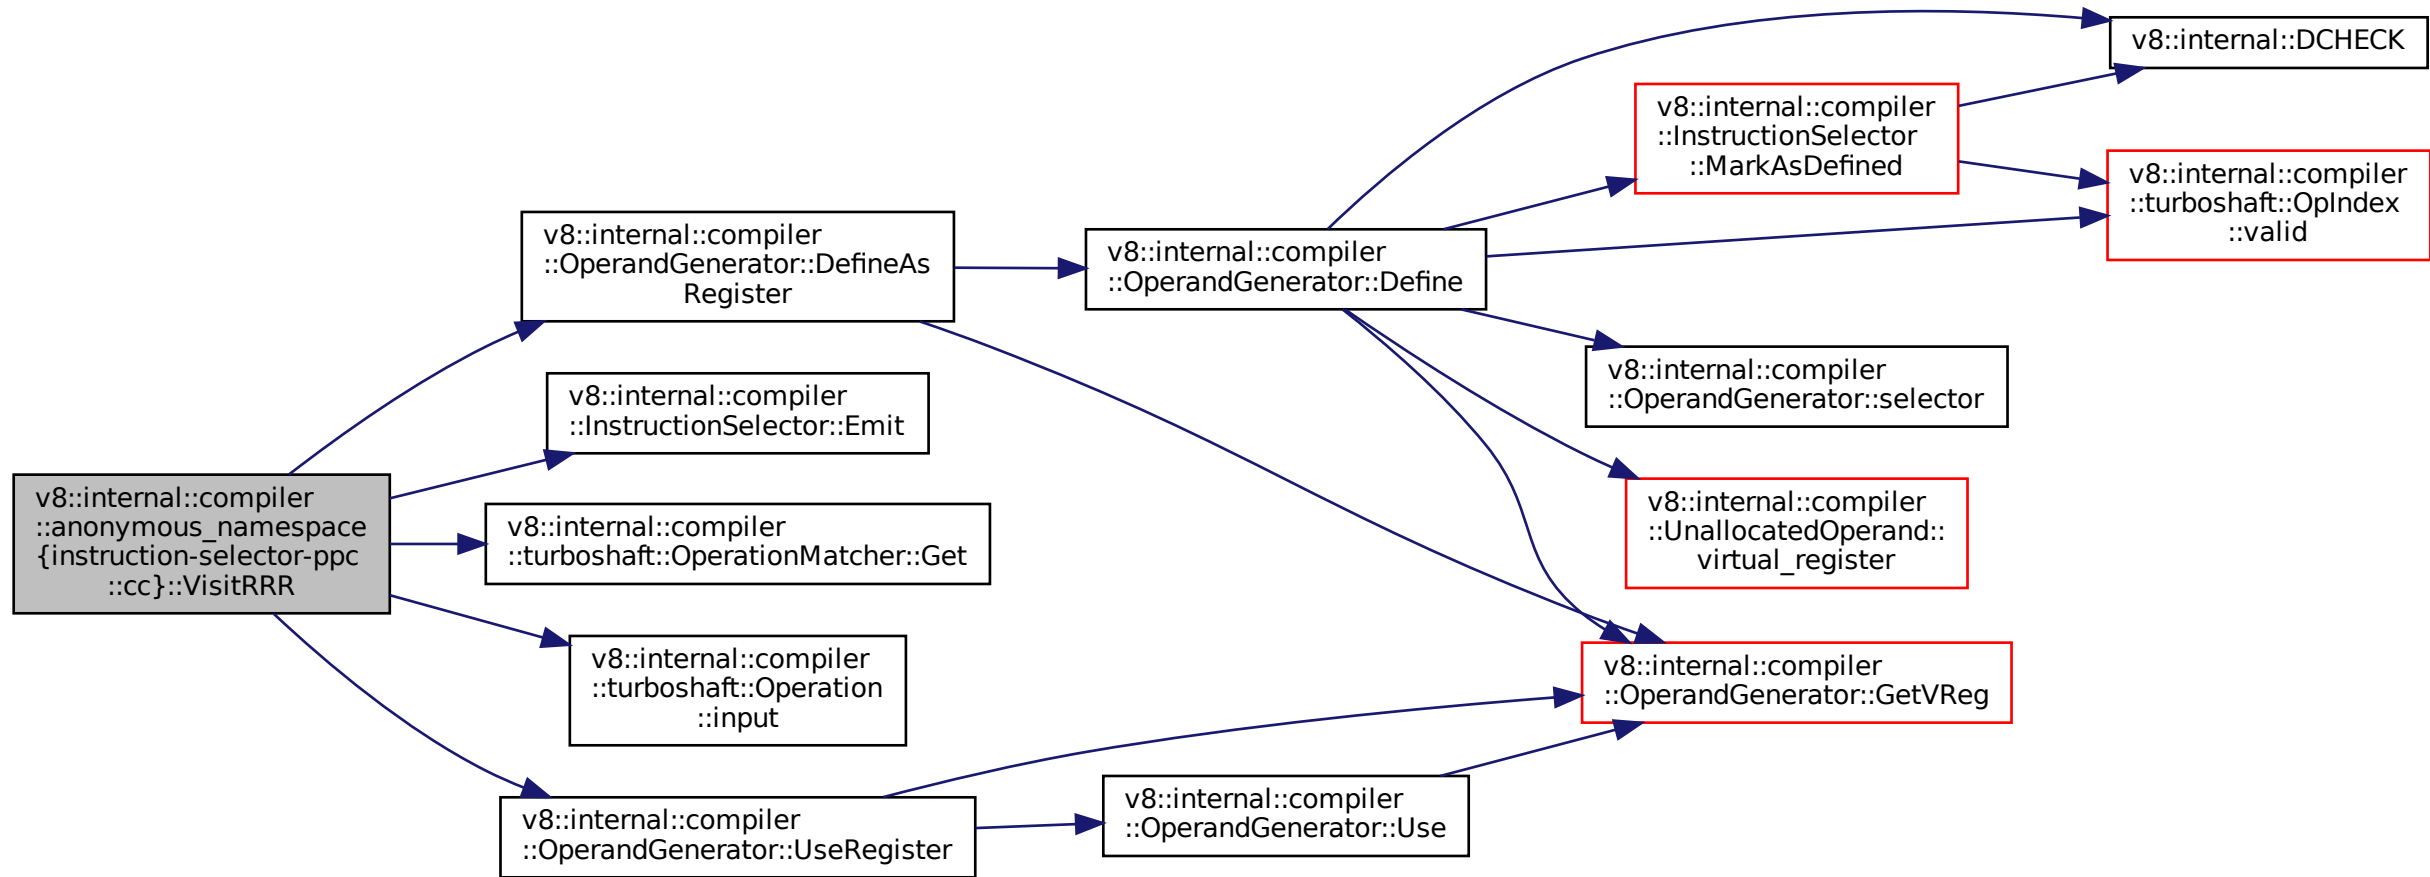 v8::internal::compiler
::anonymous_namespace
{instruction-selector-ppc
::cc}::VisitRRR
v8::internal::compiler
::OperandGenerator::DefineAs
Register
v8::internal::compiler
::InstructionSelector::Emit
v8::internal::compiler
::turboshaft::OperationMatcher::Get
v8::internal::compiler
::turboshaft::Operation
::input
v8::internal::compiler
::OperandGenerator::UseRegister
v8::internal::compiler
::OperandGenerator::Define
v8::internal::compiler
::OperandGenerator::Use
v8::internal::compiler
::InstructionSelector
::MarkAsDefined
v8::internal::compiler
::OperandGenerator::selector
v8::internal::compiler
::UnallocatedOperand::
virtual_register
v8::internal::compiler
::OperandGenerator::GetVReg
v8::internal::DCHECK
v8::internal::compiler
::turboshaft::OpIndex
::valid